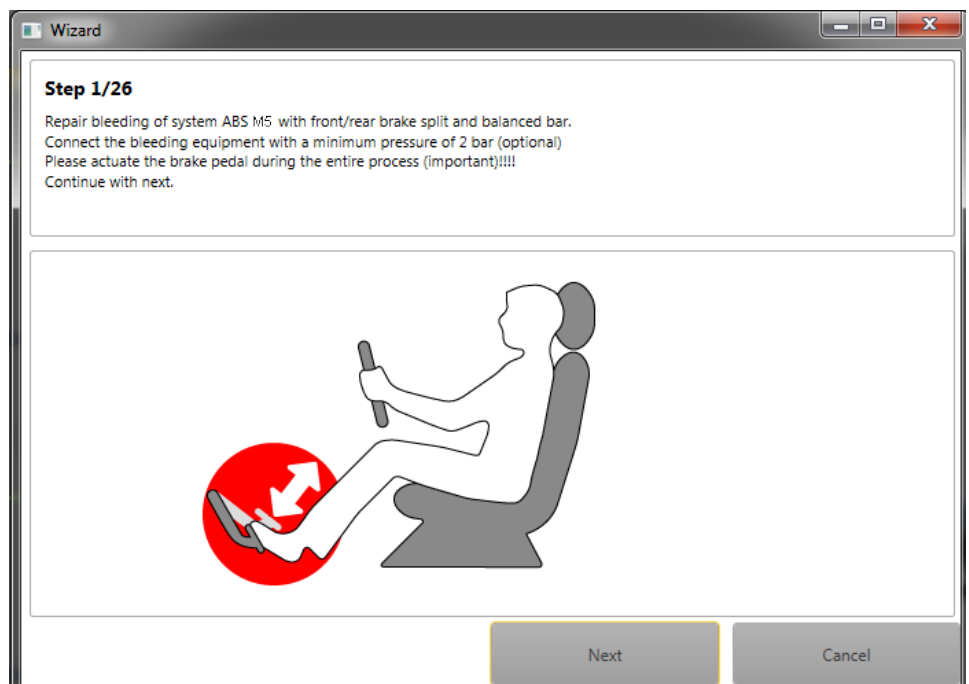 Wizard
Step 1/26
Repair bleeding of system ABS M5 with front/rear brake split and balanced bar.
Connect the bleeding equipment with a minimum pressure of 2 bar (optional)
Please actuate the brake pedal during the entire process (important)!!!!
Continue with next.
Next
Cancel